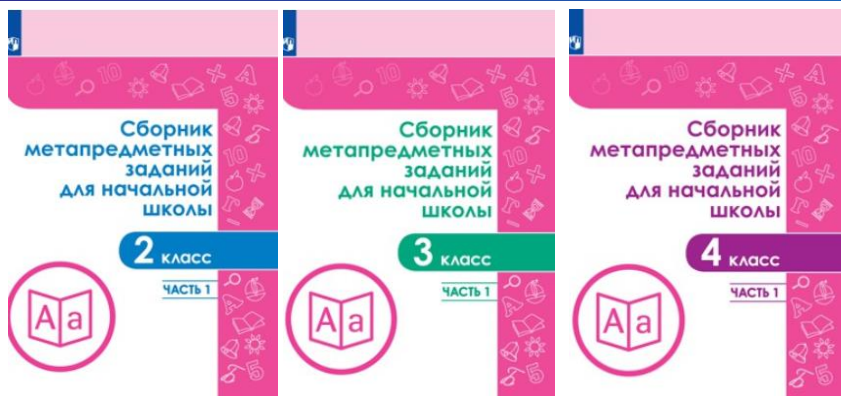 Сборник
метапредметных
заданий
для начальной
школы
2 класс
ЧАСТЬ 1
Аа
Сборник
метапредметных
заданий
для начальной
школы
3 класс
ЧАСТЬ 1
Аа
Сборник
метапредметных
заданий
для начальной
школы
4 класс
ЧАСТЬ 1
Аа